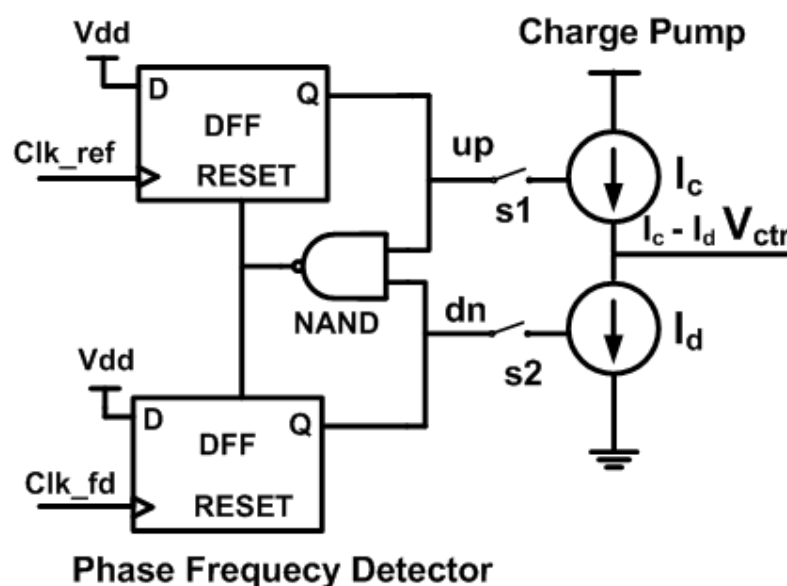 Charge Pump
Vdd
D
Q
DFF
Clk_ref
RESET
up
s1
Ic
Ic - Id Vctr
NAND
dn
s2
Id
Vdd
D
Q
DFF
Clk_fd
RESET
Phase Frequecy Detector